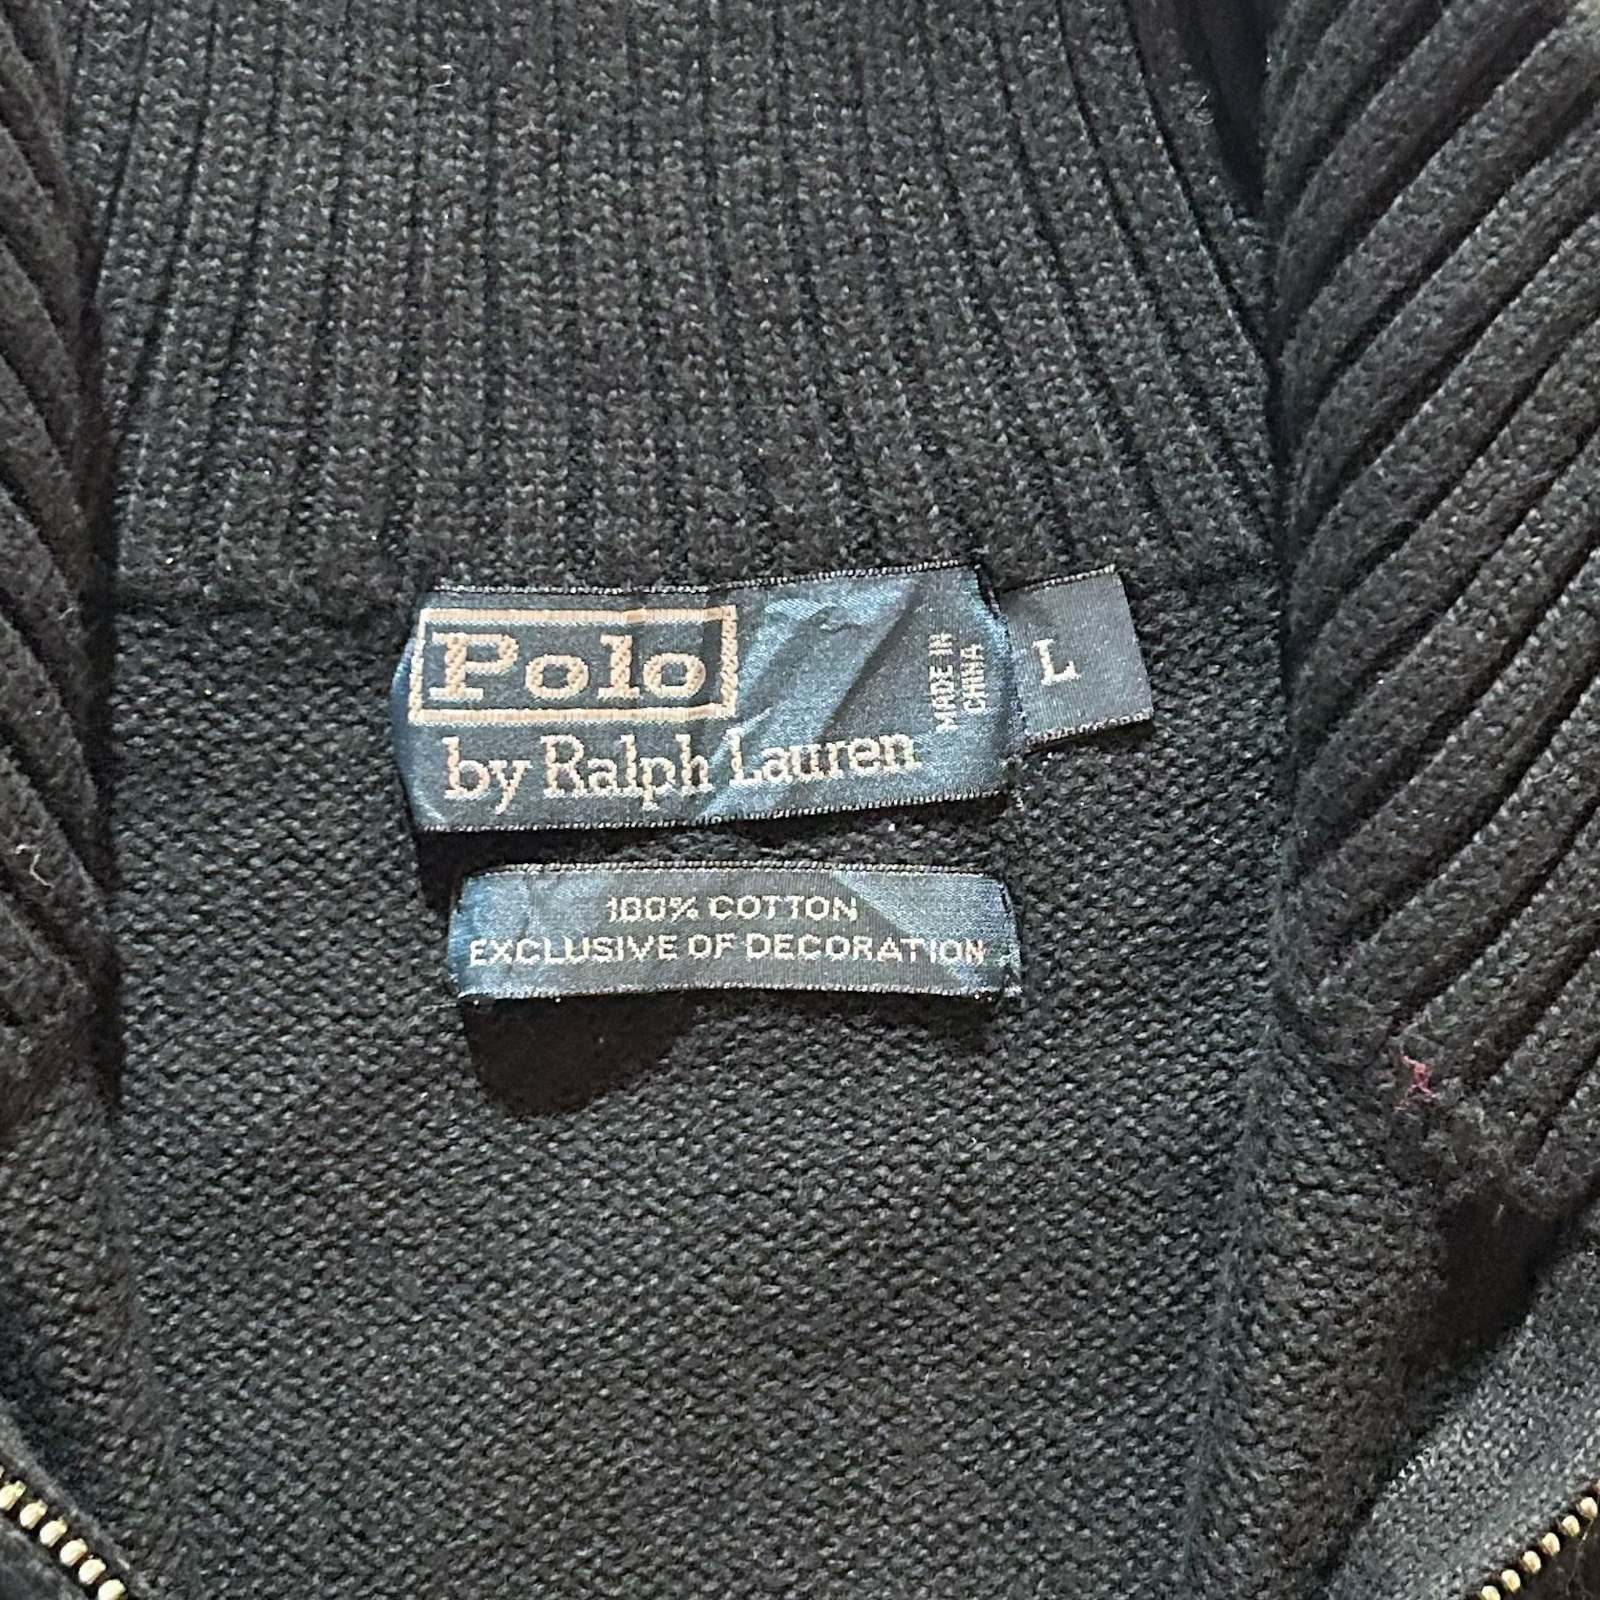 Polo
by Ralph Lauren
MADE IN
CHINA
L
100% COTTON
EXCLUSIVE OF DECORATION